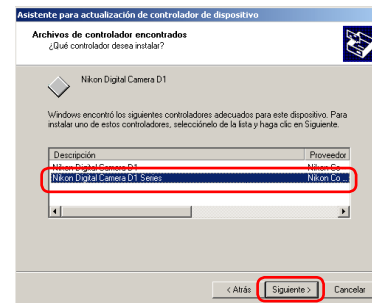 Asistente para actualización de controlador de dispositivo
Archivos de controlador encontrados
¿Qué controlador desea instalar?
Nikon Digital Camera D1
Windows encontró los siguientes controladores adecuados para este dispositivo. Para
instalar uno de estos controladores, selecciónelo de la lista y haga clic en Siguiente.
Descripción Proveedor
Nikon Digital Camera D1 Nikon Co
Nikon Digital Camera D1 Series Nikon Co ...
< Atrás Siguiente > Cancelar